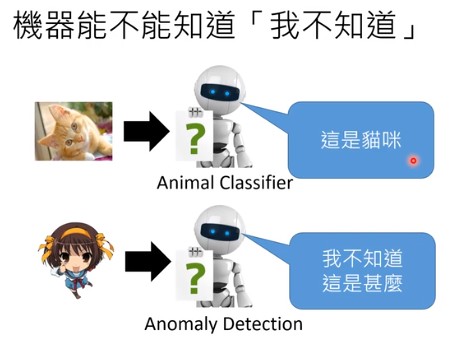 機器能不能知道「我不知道」
?
這是貓咪
Animal Classifier
?
我不知道
這是甚麼
Anomaly Detection